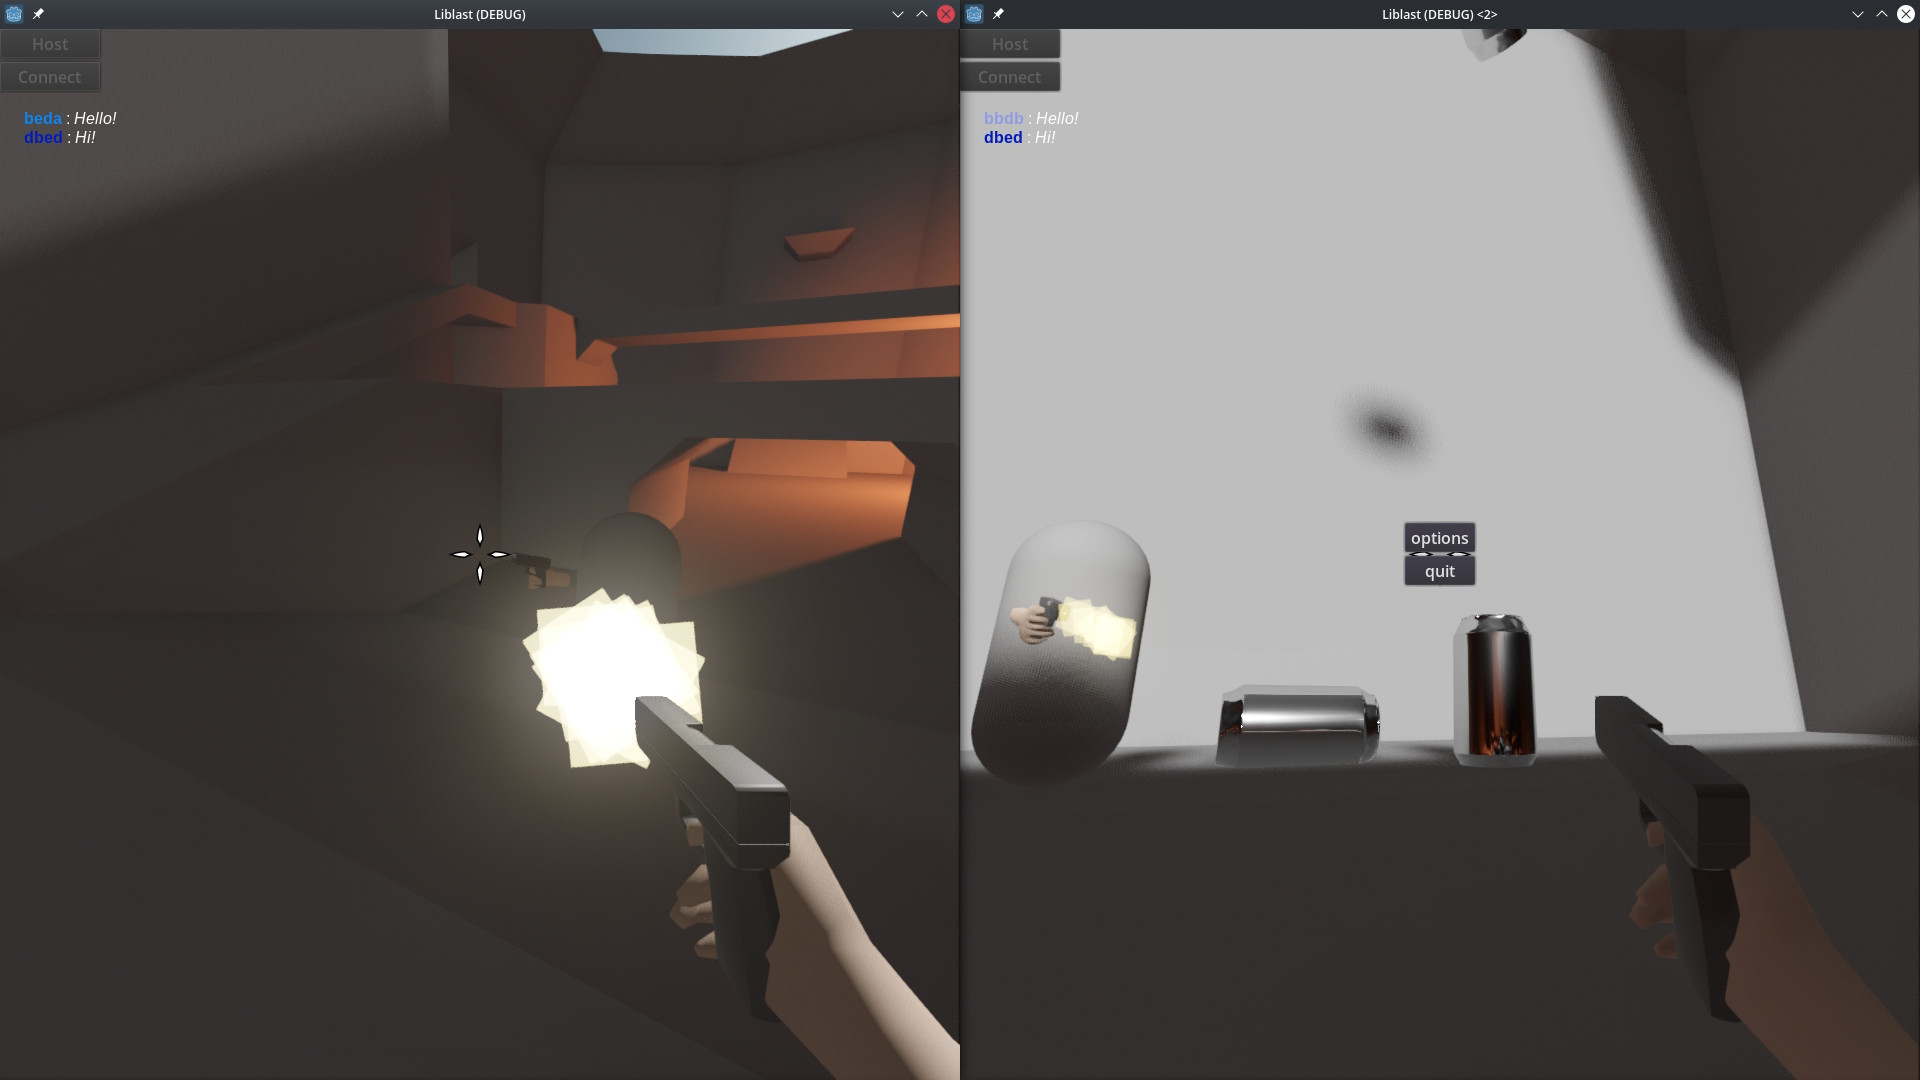 Liblast (DEBUG)
Host
Connect
beda : Hello!
dbed : Hi!
Liblast (DEBUG) <2>
Host
Connect
bbdb : Hello!
dbed : Hi!
options
quit